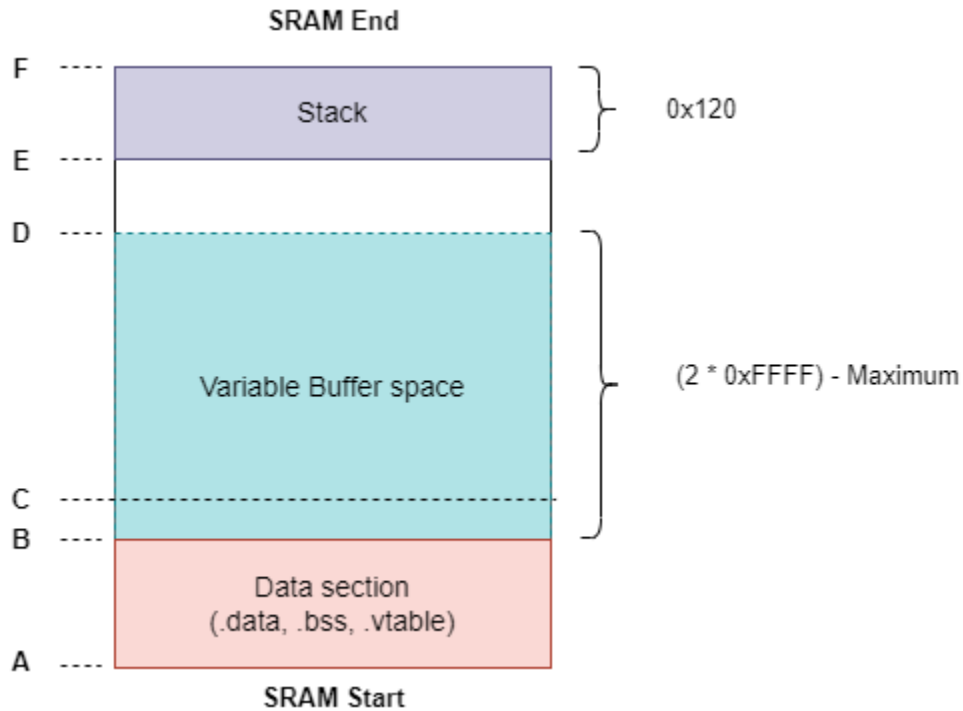 SRAM End
F
Stack
0x120
E
D
Variable Buffer space
(2 * 0xFFFF) - Maximum
C
B
Data section
(.data, .bss, .vtable)
A
SRAM Start